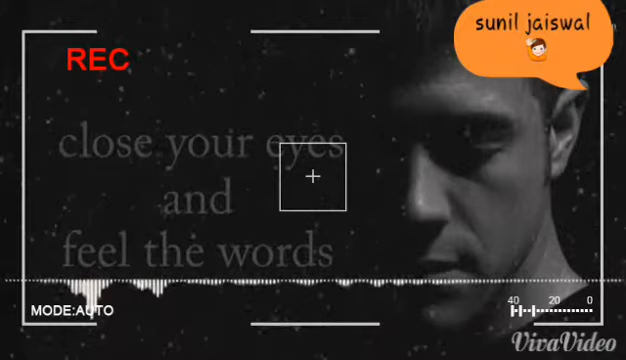 sunil jaiswal
REC
close your eyes
and
feel the words
MODE:AUTO
40 20 0
VivaVideo